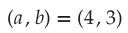 (a, b) = (4, 3)